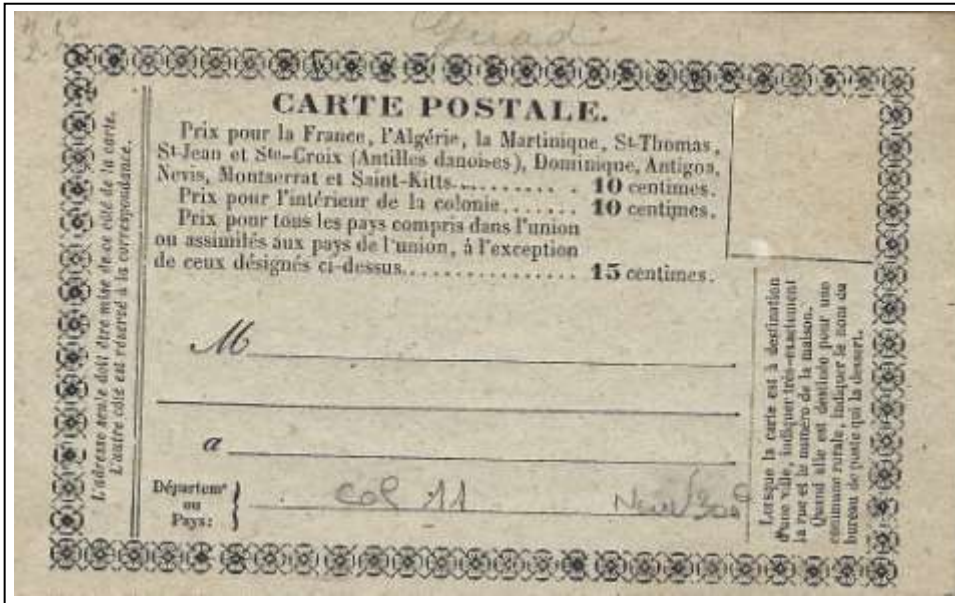 Guad
CARTE POSTALE.
Prix pour la France, l'Algérie, la Martinique, St-Thomas,
St-Jean et Ste-Croix (Antilles danoises), Dominique, Antigoa,
Nevis, Montserrat et Saint-Kitts........... 10 centimes.
Prix pour l'intérieur de la colonie....... 10 centimes.
Prix pour tous les pays compris dans l'union
ou assimilés aux pays de l'union, à l'exception
de ceux désignés ci-dessus.............. 15 centimes.
M
a
Départemt
ou
Pays:
col 11 Neuf 300
L'adresse seule doit être mise de ce côté de la carte.
L'autre côté est réservé à la correspondance.
Lorsque la carte est à destination
d'une ville, indiquer très-exactement
la rue et le numéro de la maison.
Quand elle est destinée pour une
commune rurale, indiquer le nom du
bureau de poste qui la dessert.